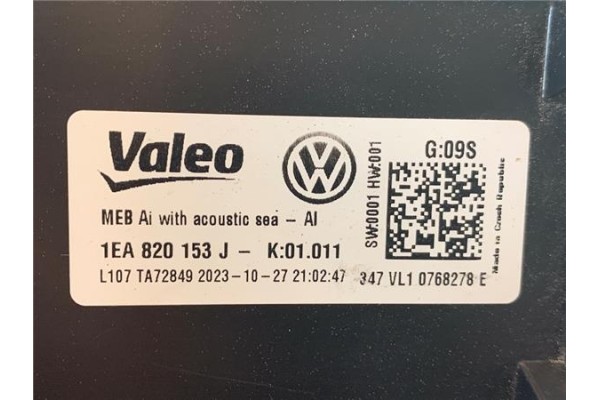 Valeo
MEB Ai with acoustic sea - AI
1EA 820 153 J - K:01.011
L107 TA72849 2023-10-27 21:02:47
SW:0001 HW:001
G:09S
Made in Czech Republic
347 VL1 0768278 E